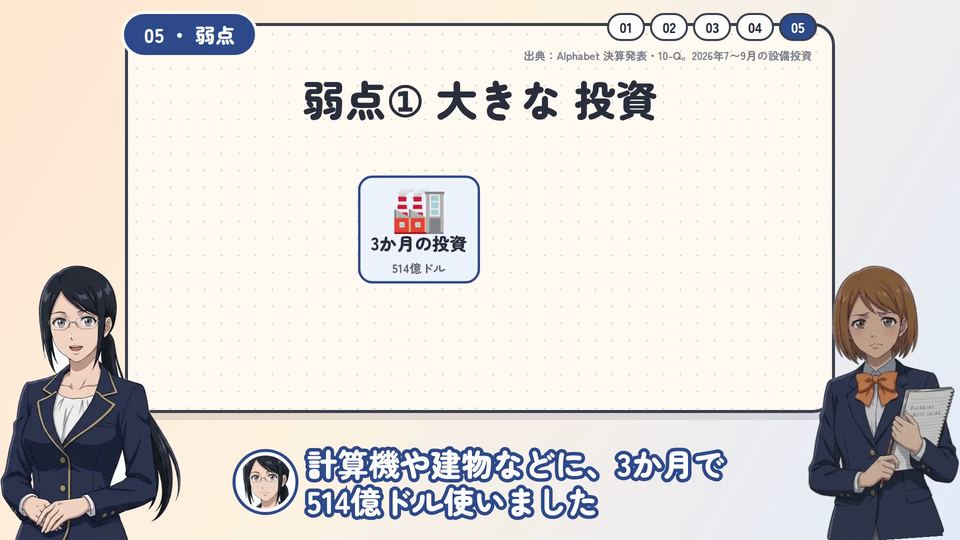 05 ・ 弱点
01 02 03 04 05
出典：Alphabet 決算発表・10-Q。2026年7〜9月の設備投資
弱点① 大きな 投資
3か月の投資
514億ドル
計算機や建物などに、3か月で
514億ドル使いました